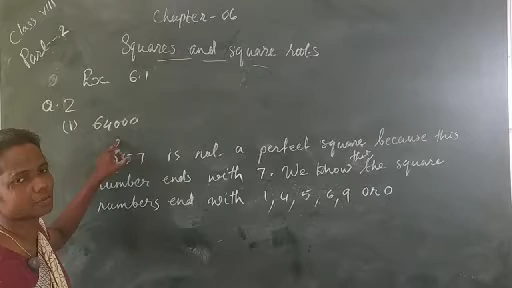 Class VIII
Part-2
Chapter-06
Squares and square roots
Ex 6.1
Q.2
(1) 64000
7 is not a perfect square because this
number ends with 7. We know that the square
numbers end with 1, 4, 5, 6, 9 or 0